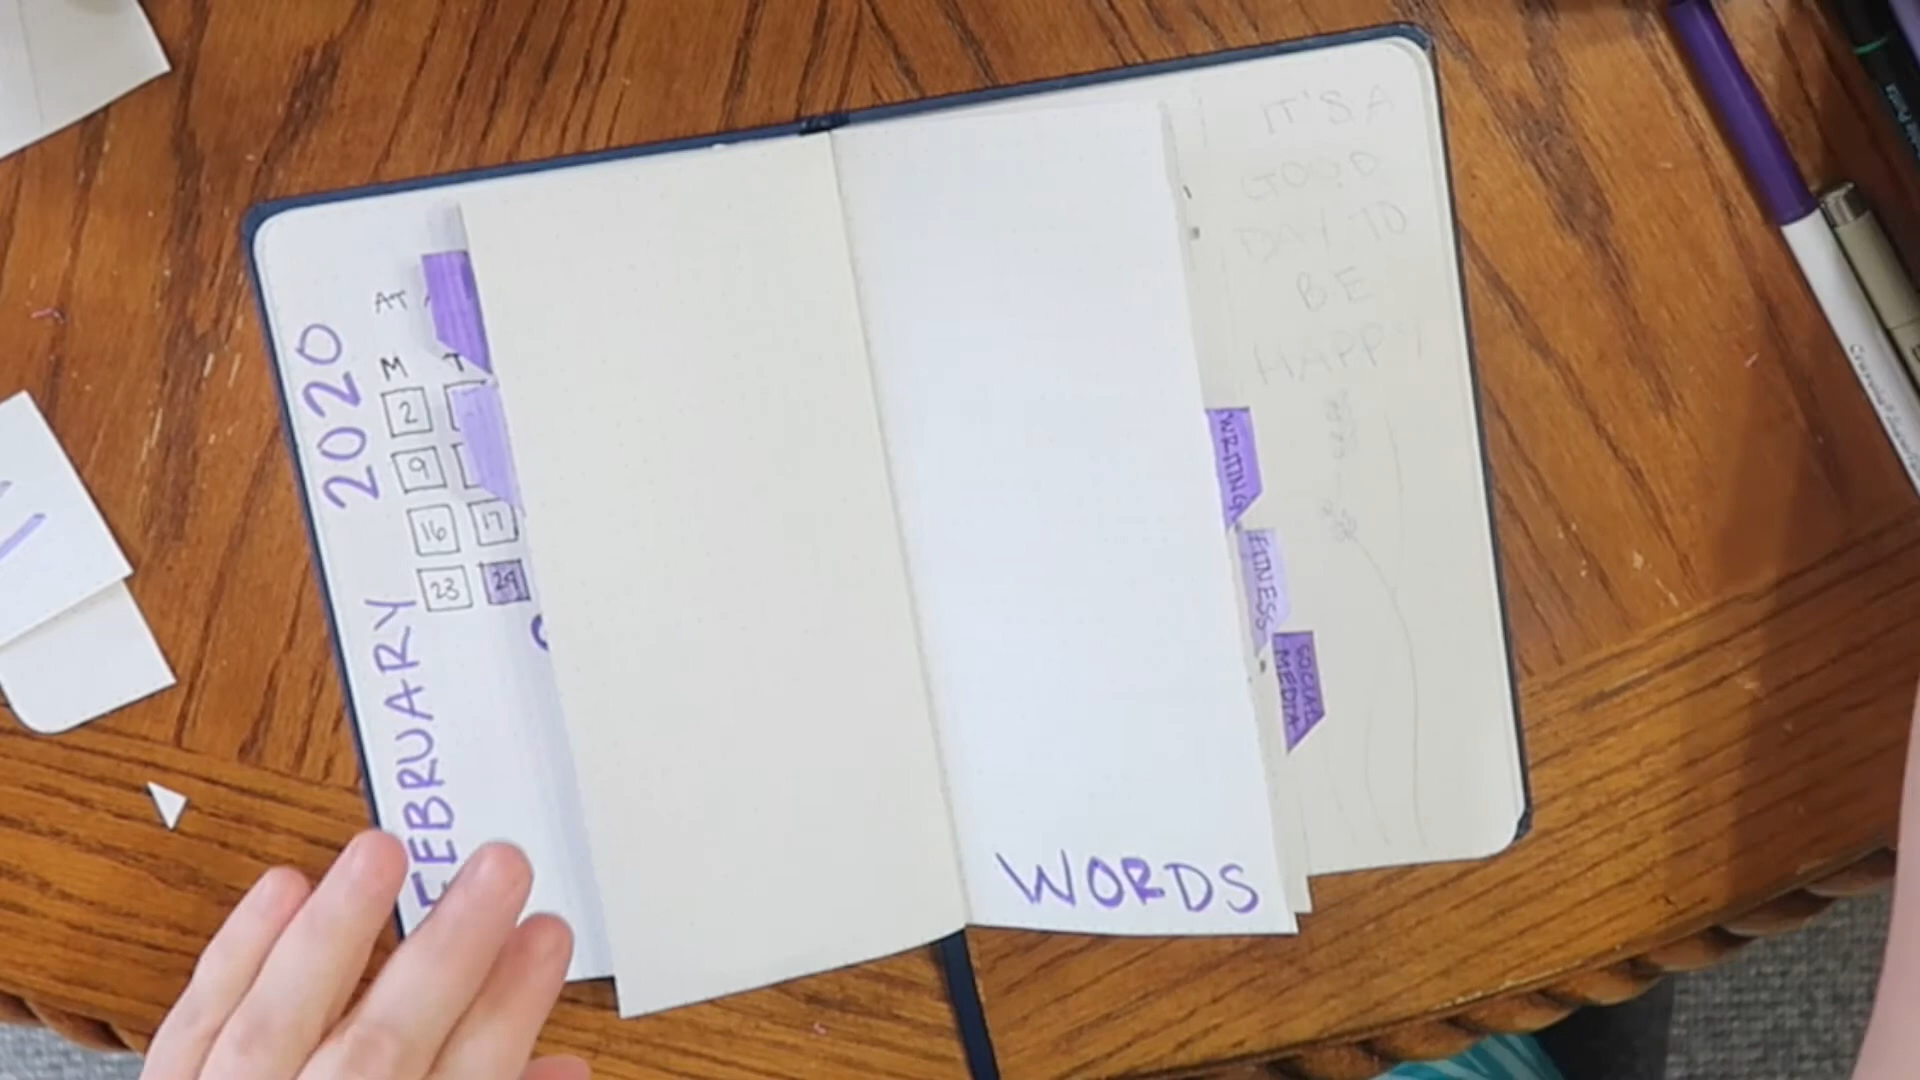 2020
FEBRUARY
AT
M T
2
9
16 17
23 24
WORDS
WRITING
FITNESS
SOCIAL
MEDIA
IT'S A
GOOD
DAY TO
BE
HAPPY